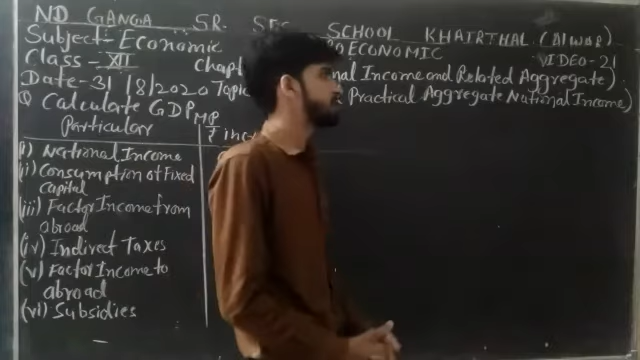 ND GANGA SR. SEC. SCHOOL KHAIRTHAL (ALWAR)
Subject - Economic ECONOMIC VIDEO-21
Class - XII Chapt nal Income and Related Aggregate)
Date - 31/8/2020 Topic Practical Aggregate National Income)
Q Calculate GDPMP
Particular ₹ in
(i) National Income
(ii) Consumption of Fixed
Capital
(iii) Factor Income from
abroad
(iv) Indirect Taxes
(v) Factor Income to
abroad
(vi) Subsidies